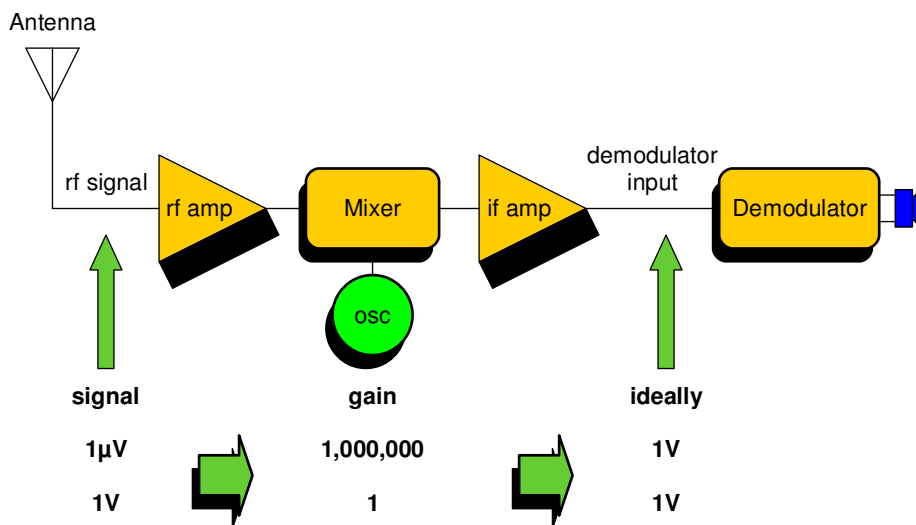 Antenna
rf signal
rf amp
Mixer
if amp
demodulator
input
Demodulator
osc
signal gain ideally
1µV 1,000,000 1V
1V 1 1V